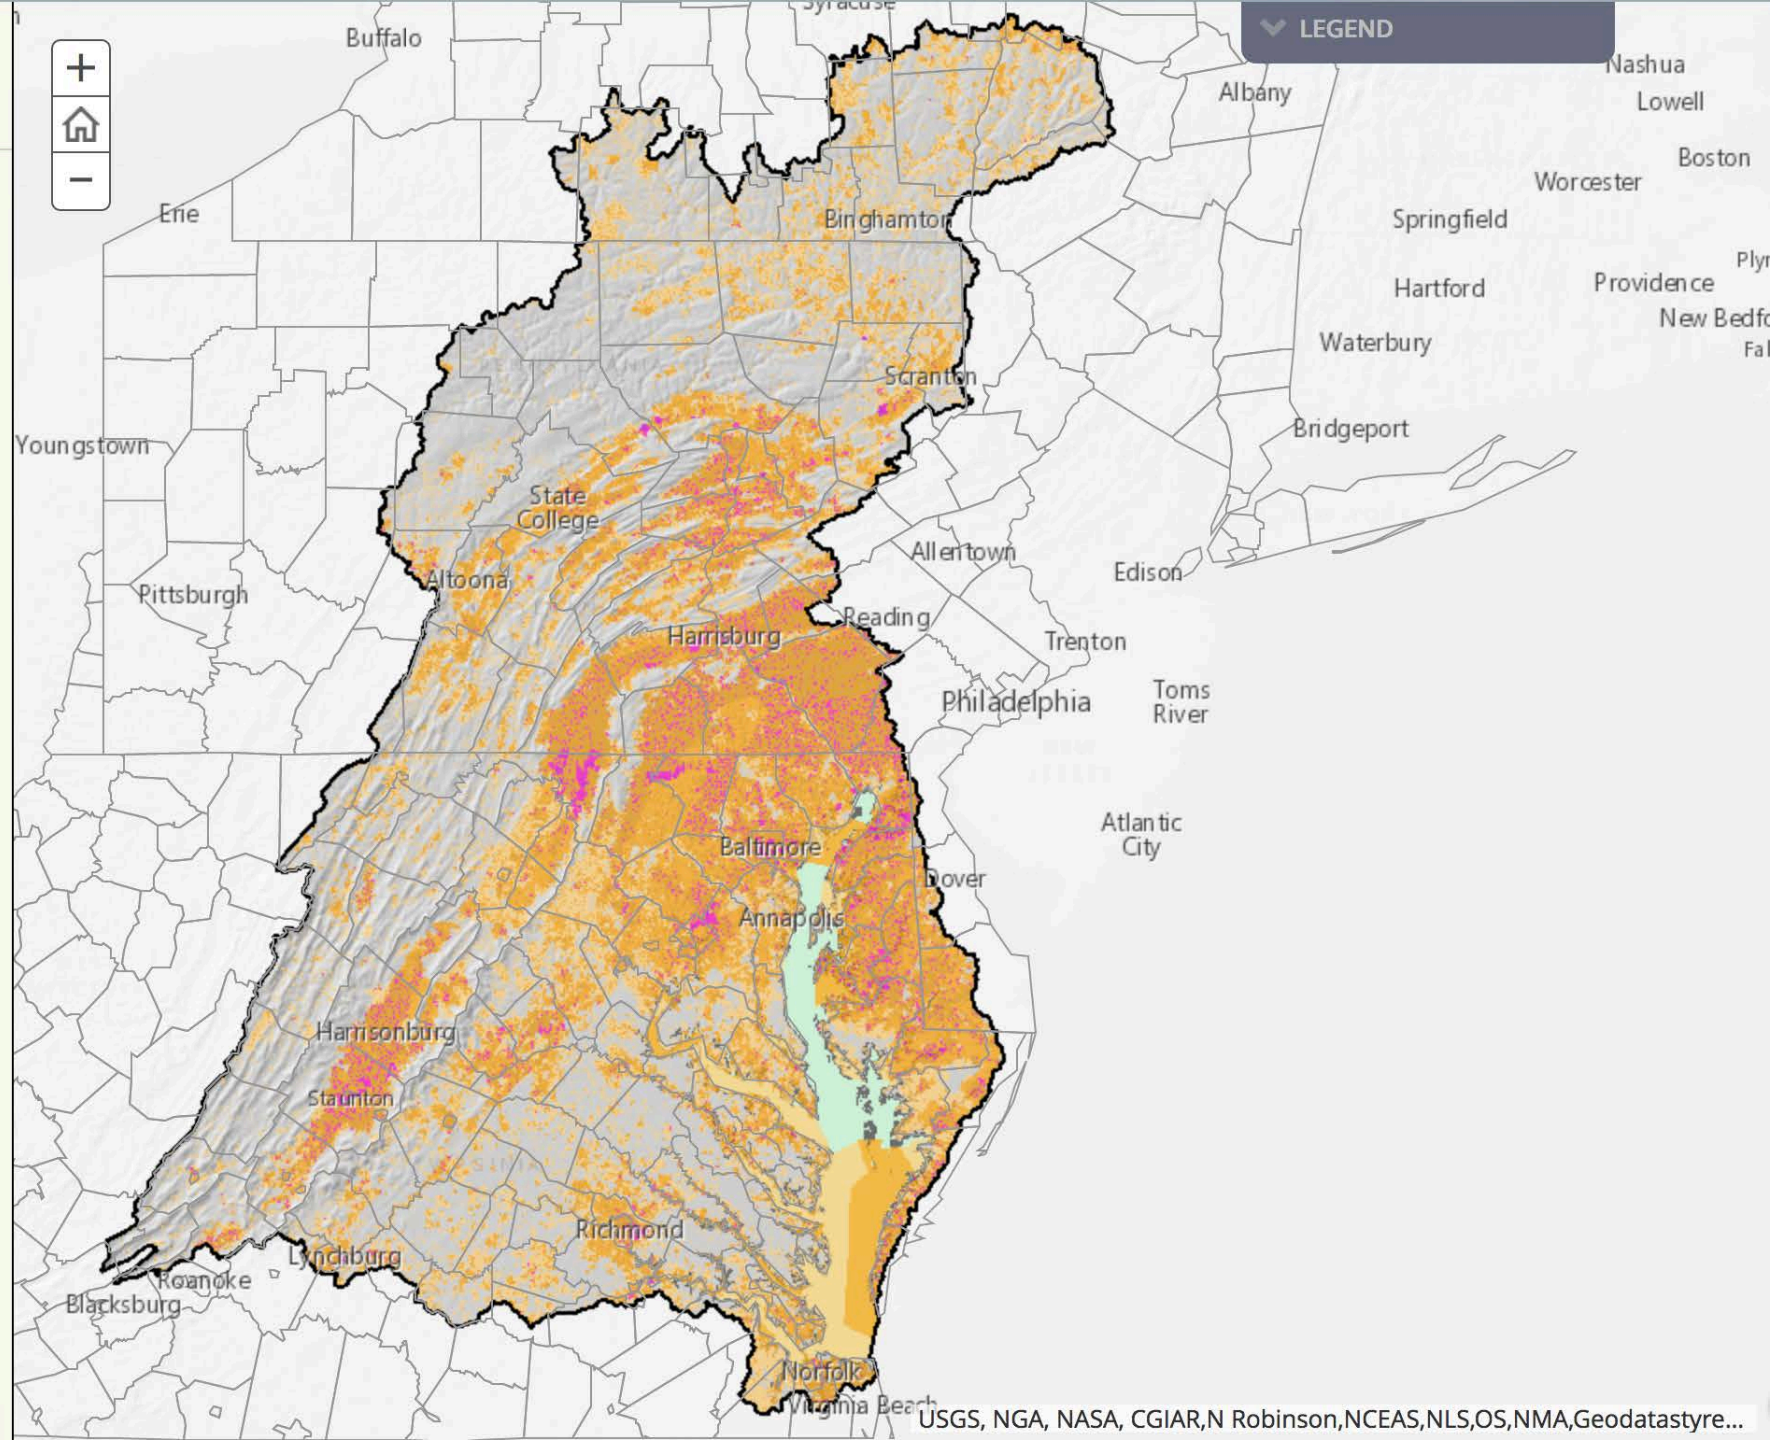 Syracuse
LEGEND
Buffalo
Nashua
Albany
Lowell
Boston
Worcester
Erie
Binghamton
Springfield
Hartford
Providence
New Bedfo
Waterbury
Fal
Plyr
Scranton
Youngstown
Bridgeport
State
College
Allentown
Altoona
Edison
Pittsburgh
Reading
Harrisburg
Trenton
Philadelphia
Toms
River
Atlantic
City
Baltimore
Dover
Annapolis
Harrisonburg
Staunton
Richmond
Lynchburg
Roanoke
Blacksburg
Norfolk
Virginia Beach
USGS, NGA, NASA, CGIAR,N Robinson,NCEAS,NLS,OS,NMA,Geodatastyre...